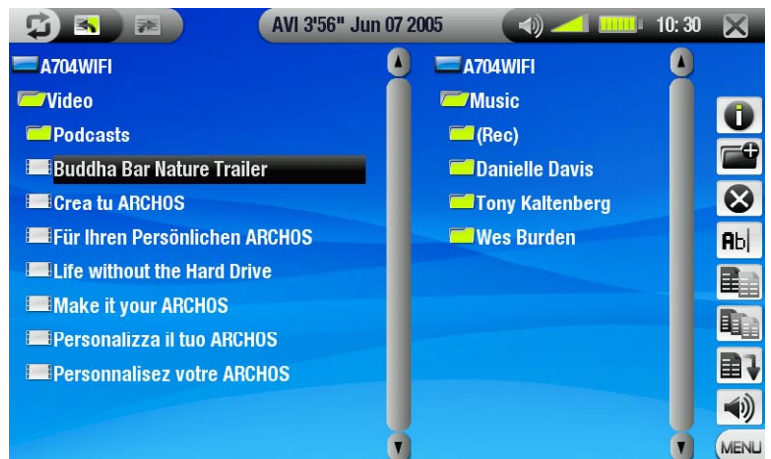 AVI 3'56" Jun 07 2005
10:30
A704WIFI
Video
Podcasts
Buddha Bar Nature Trailer
Crea tu ARCHOS
Für Ihren Persönlichen ARCHOS
Life without the Hard Drive
Make it your ARCHOS
Personalizza il tuo ARCHOS
Personnalisez votre ARCHOS
A704WIFI
Music
(Rec)
Danielle Davis
Tony Kaltenberg
Wes Burden
Ab
MENU